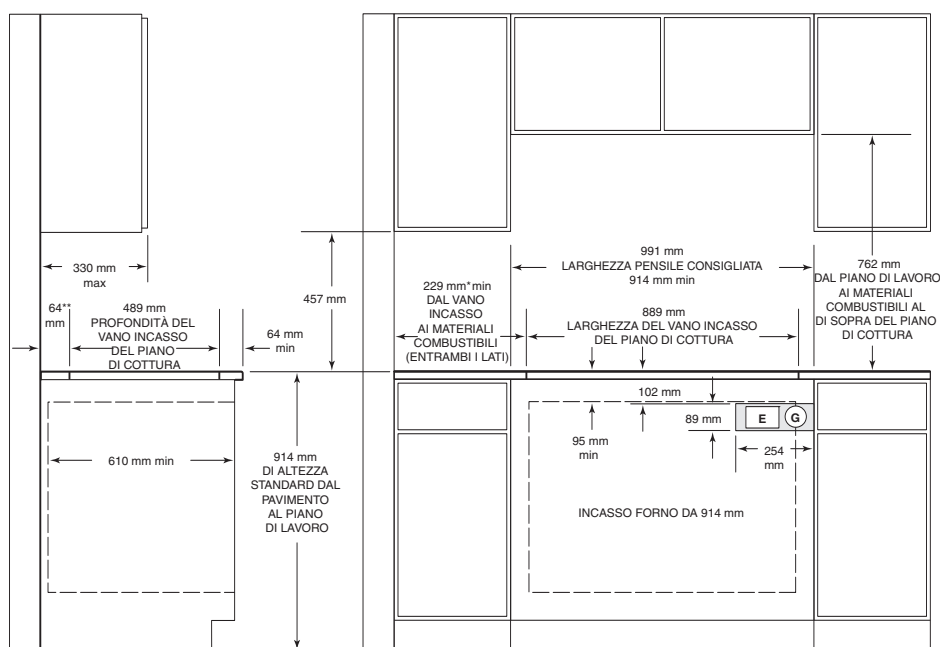 330 mm
max
64**
mm
489 mm
PROFONDITÀ DEL
VANO INCASSO
DEL PIANO
DI COTTURA
64 mm
min
457 mm
610 mm min
914 mm
DI ALTEZZA
STANDARD DAL
PAVIMENTO
AL PIANO
DI LAVORO
229 mm*min
DAL VANO
INCASSO
AI MATERIALI
COMBUSTIBILI
(ENTRAMBI I LATI)
991 mm
LARGHEZZA PENSILE CONSIGLIATA
914 mm min
889 mm
LARGHEZZA DEL VANO INCASSO
DEL PIANO DI COTTURA
762 mm
DAL PIANO DI LAVORO
AI MATERIALI
COMBUSTIBILI AL
DI SOPRA DEL PIANO
DI COTTURA
102 mm
89 mm
E
G
95 mm
min
254
mm
INCASSO FORNO DA 914 mm